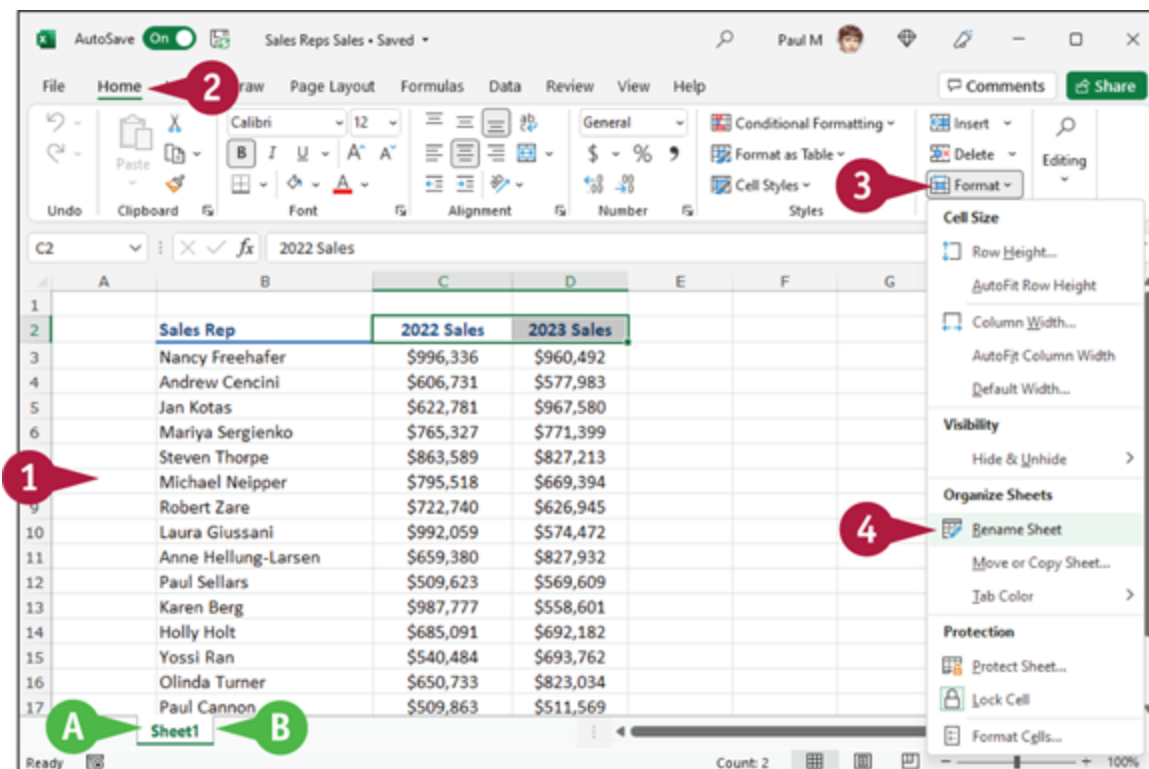 AutoSave On Sales Reps Sales • Saved Paul M
File Home raw Page Layout Formulas Data Review View Help Comments Share
2
Calibri 12 ab General Conditional Formatting Insert
Paste B I U A A $ % 9 Format as Table Delete Editing
A Cell Styles 3 Format
Undo Clipboard Font Alignment Number Styles
Cell Size
C2 fx 2022 Sales
Row Height...
A B C D E F G
AutoFit Row Height
1
2 Sales Rep 2022 Sales 2023 Sales
Column Width...
3 Nancy Freehafer $996,336 $960,492
AutoFit Column Width
4 Andrew Cencini $606,731 $577,983
Default Width...
5 Jan Kotas $622,781 $967,580
Visibility
6 Mariya Sergienko $765,327 $771,399
Hide & Unhide
Steven Thorpe $863,589 $827,213
1 Michael Neipper $795,518 $669,394
Organize Sheets
9 Robert Zare $722,740 $626,945
4 Rename Sheet
10 Laura Giussani $992,059 $574,472
11 Anne Hellung-Larsen $659,380 $827,932
Move or Copy Sheet...
12 Paul Sellars $509,623 $569,609
Tab Color
13 Karen Berg $987,777 $558,601
14 Holly Holt $685,091 $692,182
Protection
15 Yossi Ran $540,484 $693,762
Protect Sheet...
16 Olinda Turner $650,733 $823,034
Lock Cell
17 Paul Cannon $509,863 $511,569
A Sheet1 B
Format Cells...
Ready Count: 2 100%